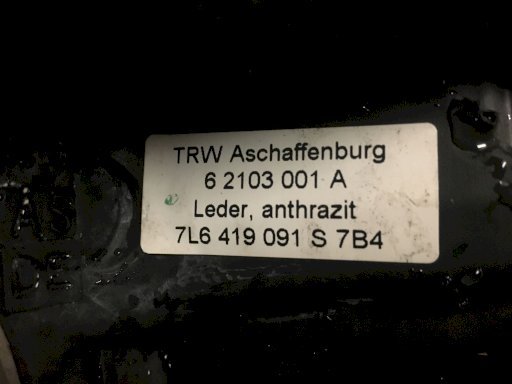 TRW Aschaffenburg
6 2103 001 A
Leder, anthrazit
7L6 419 091 S 7B4